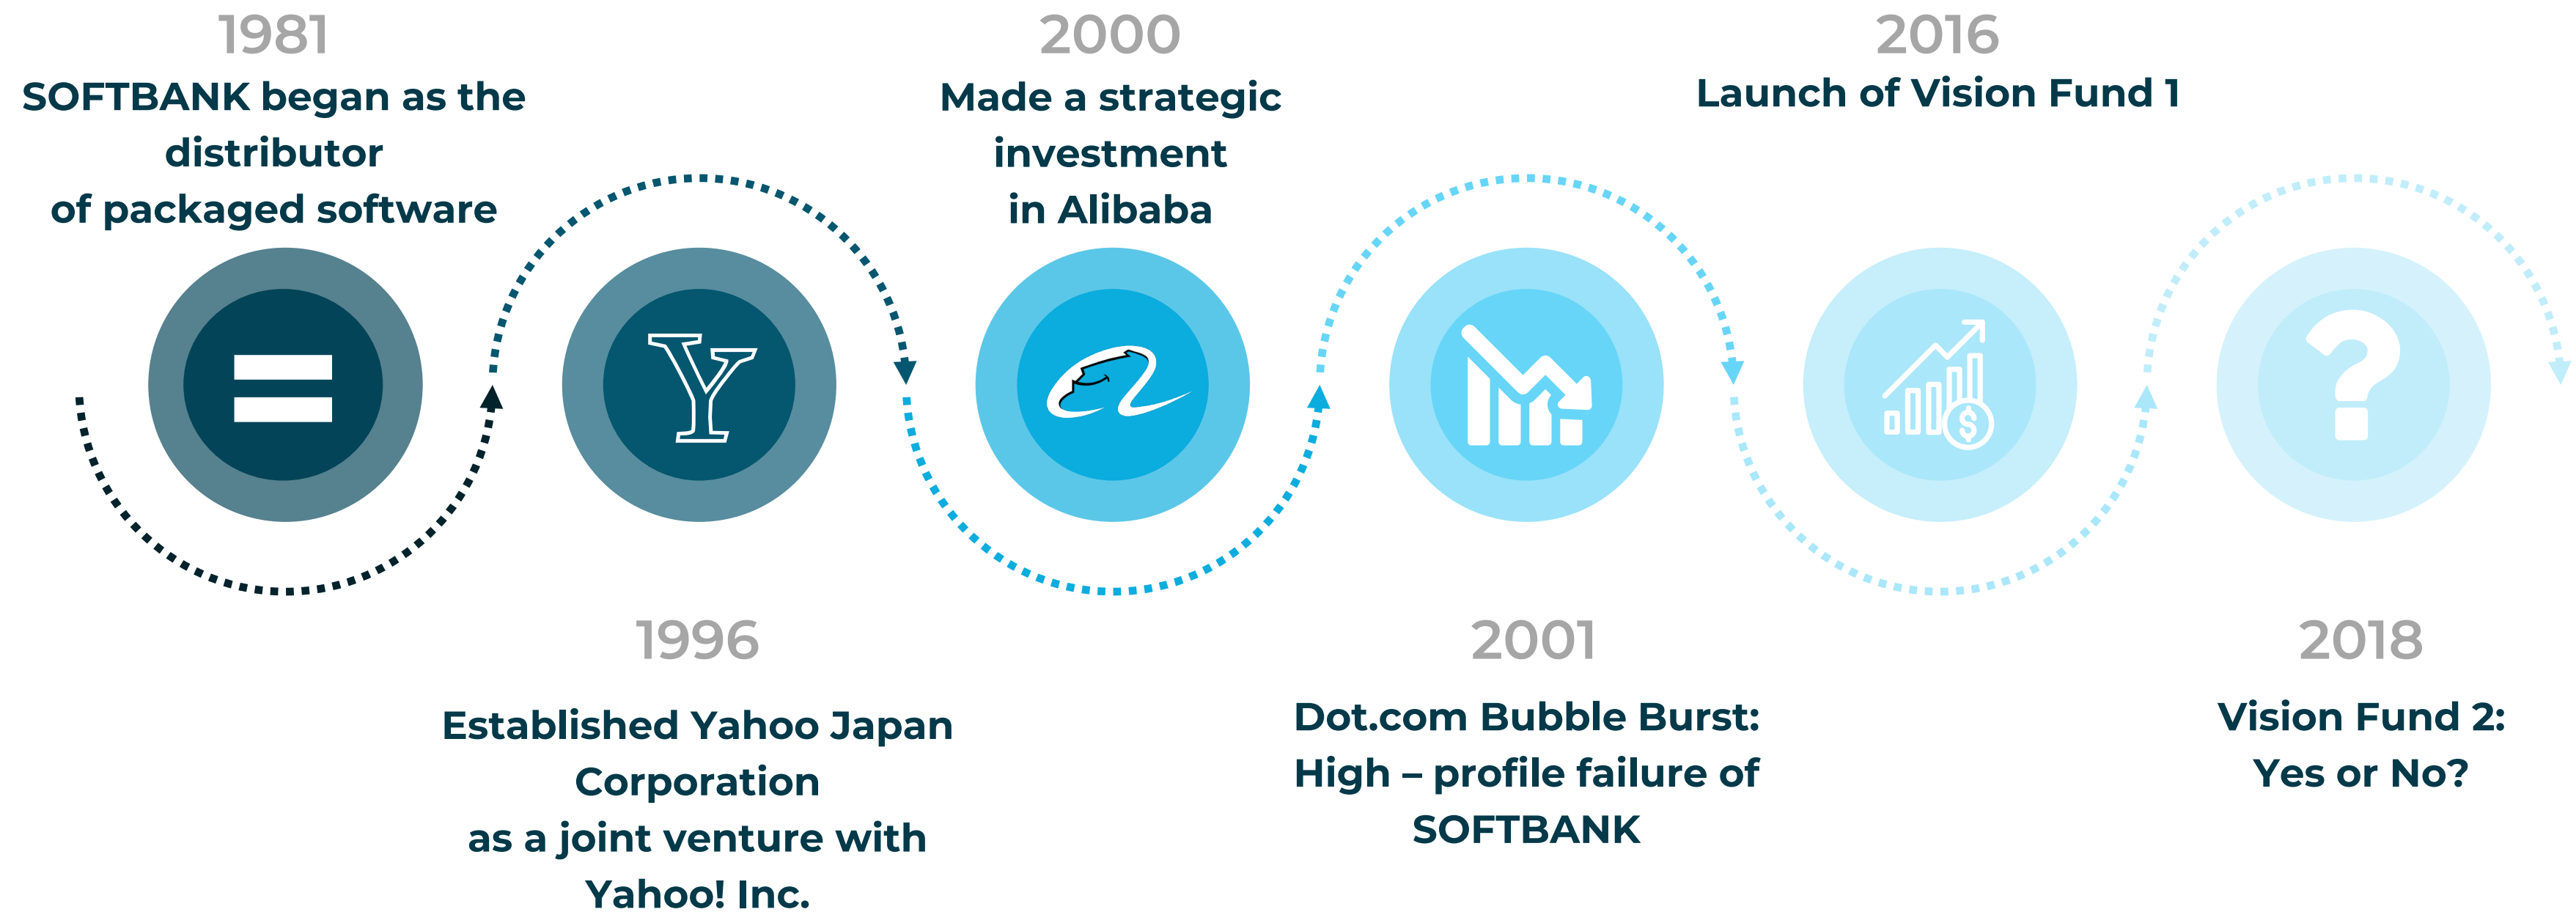 1981
SOFTBANK began as the
distributor
of packaged software
1996
Established Yahoo Japan
Corporation
as a joint venture with
Yahoo! Inc.
2000
Made a strategic
investment
in Alibaba
2001
Dot.com Bubble Burst:
High – profile failure of
SOFTBANK
2016
Launch of Vision Fund 1
2018
Vision Fund 2:
Yes or No?